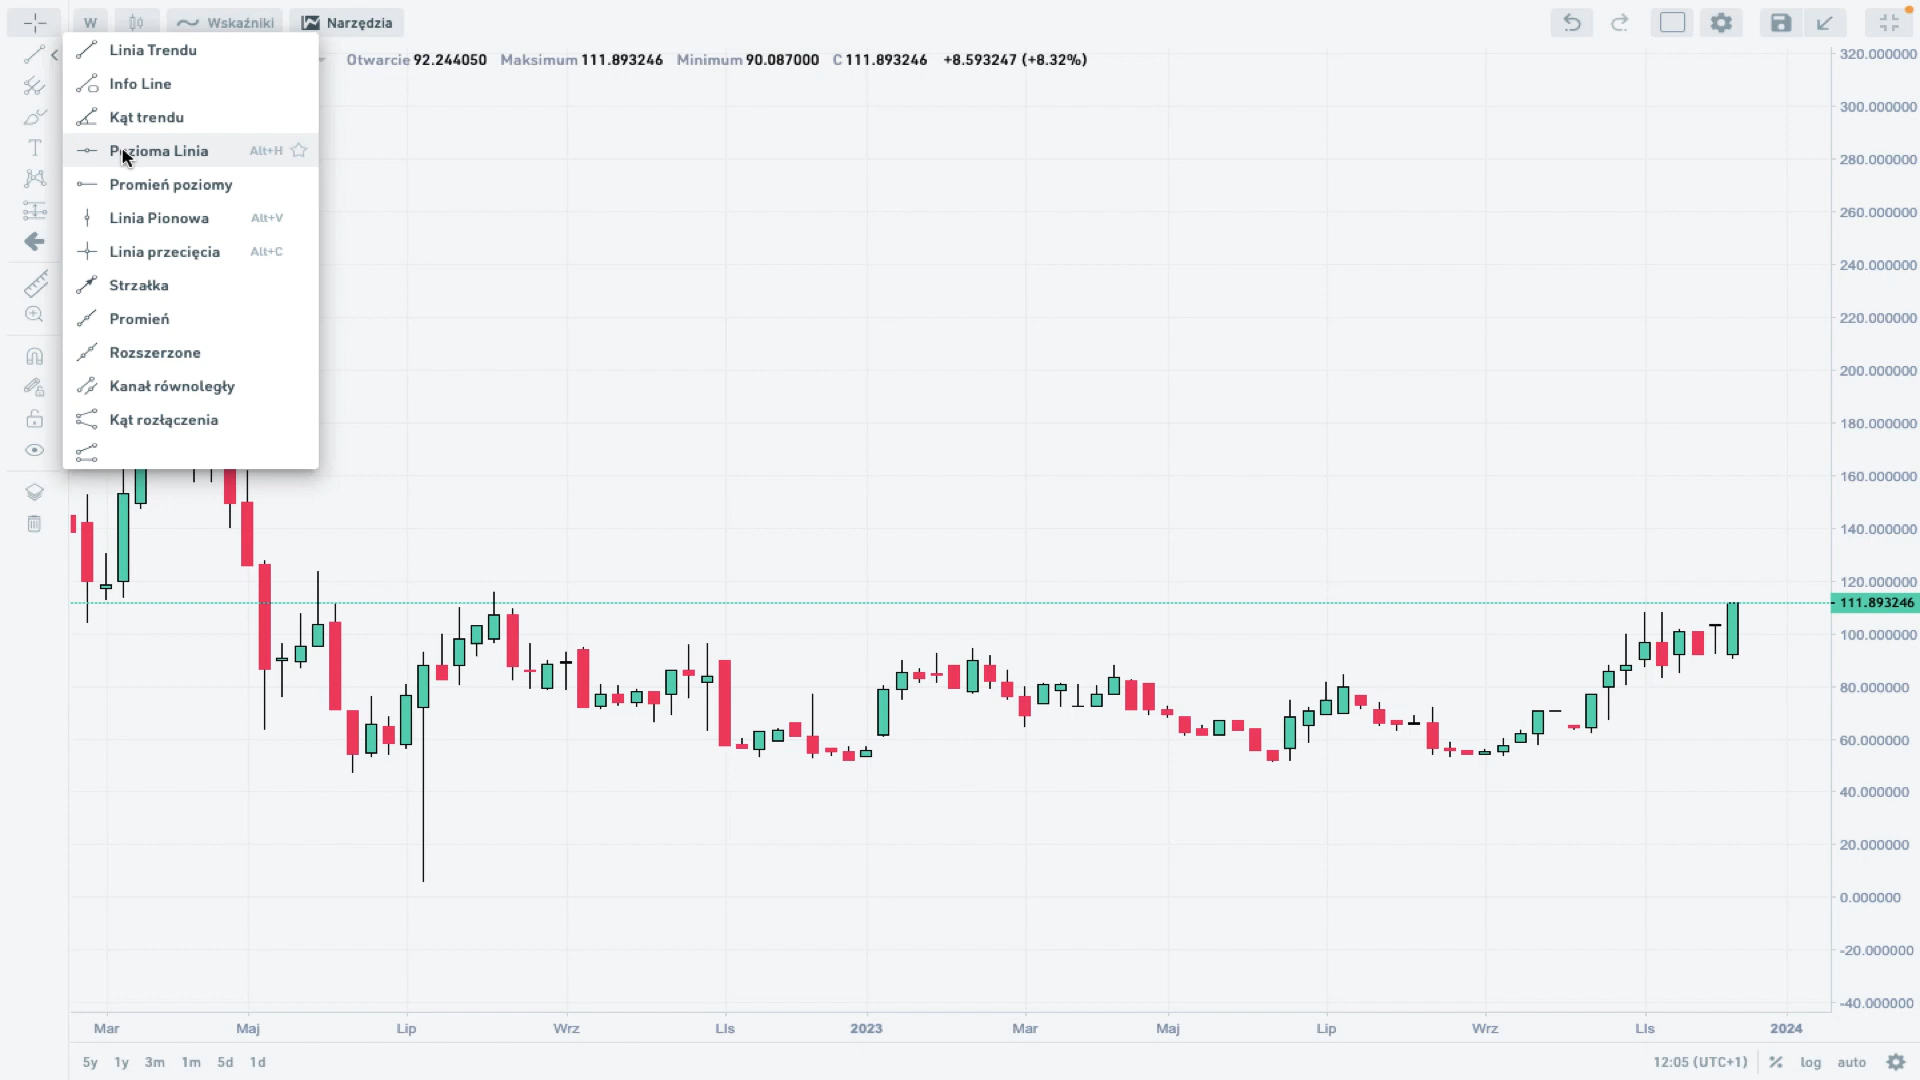 W Wskaźniki Narzędzia
Otwarcie 92.244050 Maksimum 111.893246 Minimum 90.087000 C 111.893246 +8.593247 (+8.32%)
Linia Trendu
Info Line
Kąt trendu
Pozioma Linia Alt+H
Promień poziomy
Linia Pionowa Alt+V
Linia przecięcia Alt+C
Strzałka
Promień
Rozszerzone
Kanał równoległy
Kąt rozłączenia
320.000000
300.000000
280.000000
260.000000
240.000000
220.000000
200.000000
180.000000
160.000000
140.000000
120.000000
111.893246
100.000000
80.000000
60.000000
40.000000
20.000000
0.000000
-20.000000
-40.000000
Mar Maj Lip Wrz LIs 2023 Mar Maj Lip Wrz LIs 2024
5y 1y 3m 1m 5d 1d 12:05 (UTC+1) % log auto